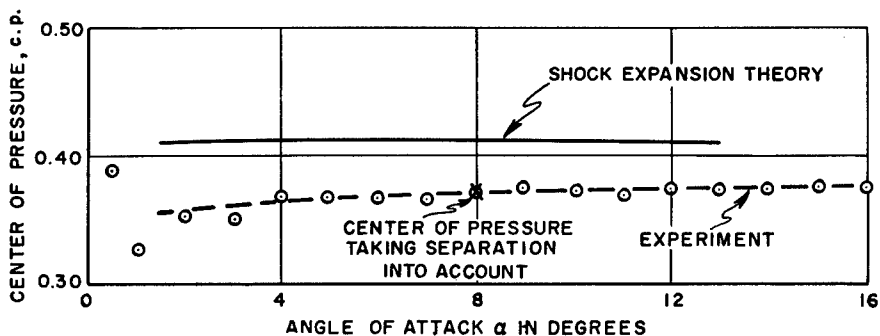 CENTER OF PRESSURE, c.p.
0.50
0.40
0.30
SHOCK EXPANSION THEORY
CENTER OF PRESSURE
TAKING SEPARATION
INTO ACCOUNT
EXPERIMENT
0 4 8 12 16
ANGLE OF ATTACK α IN DEGREES